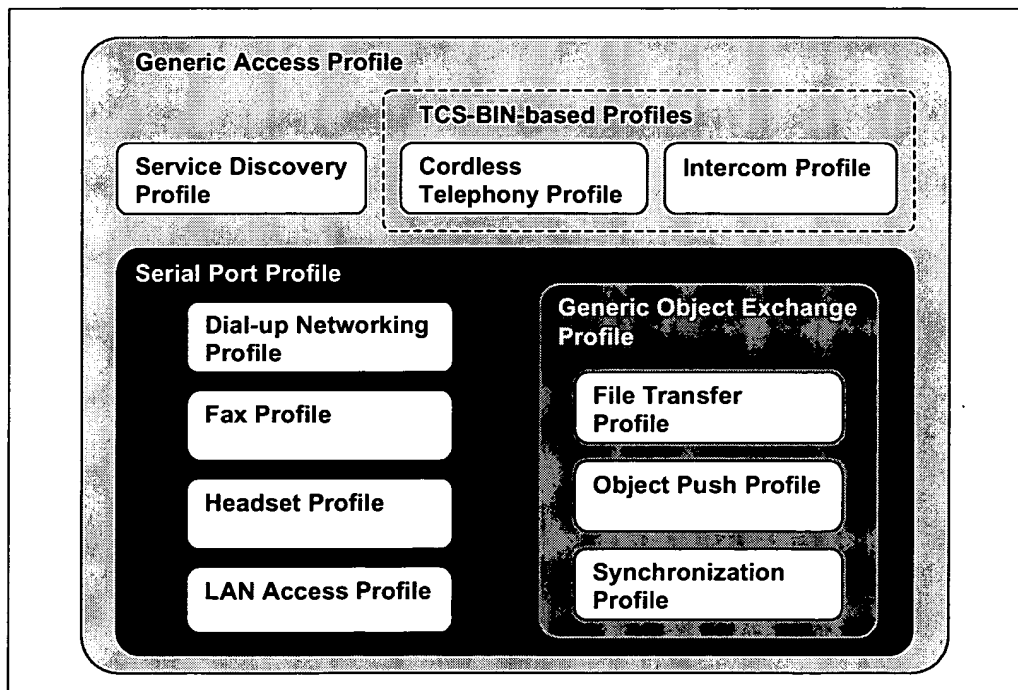 Generic Access Profile
TCS-BIN-based Profiles
Service Discovery
Profile
Cordless
Telephony Profile
Intercom Profile
Serial Port Profile
Dial-up Networking
Profile
Fax Profile
Headset Profile
LAN Access Profile
Generic Object Exchange
Profile
File Transfer
Profile
Object Push Profile
Synchronization
Profile